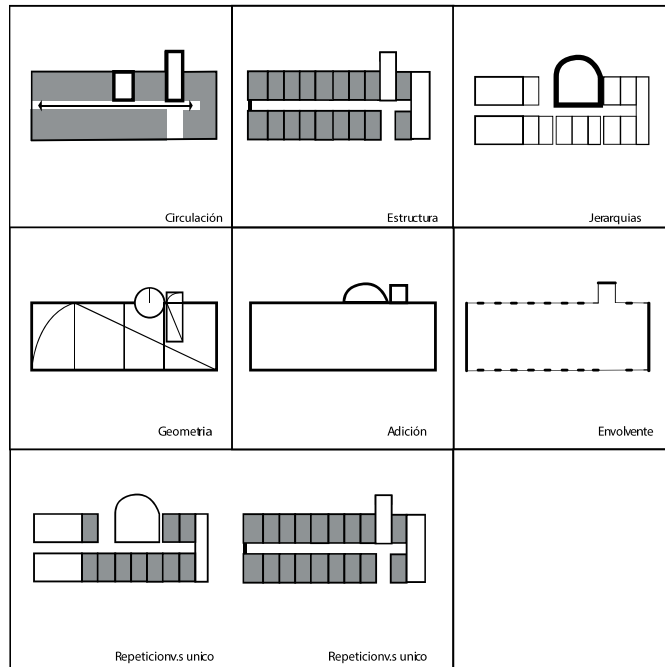 Circulación
Estructura
Jerarquias
Geometria
Adición
Envolvente
Repeticionv.s unico
Repeticionv.s unico